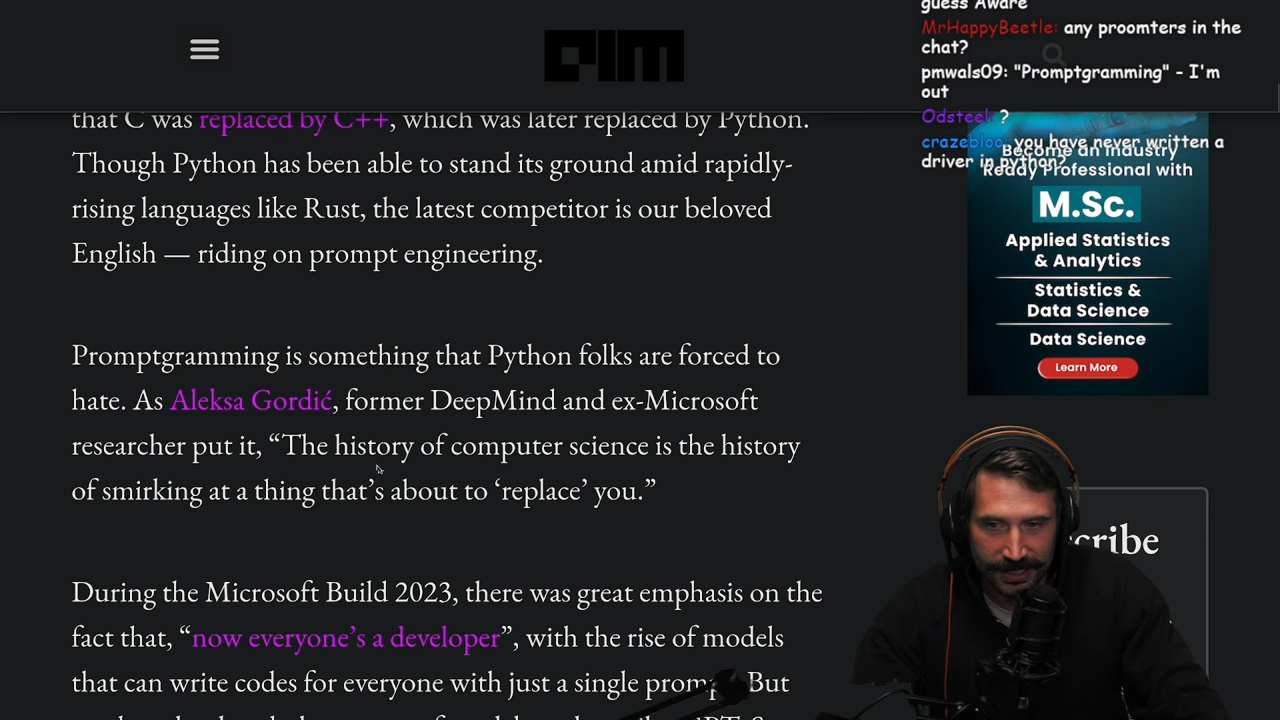 that C was replaced by C++, which was later replaced by Python.
Though Python has been able to stand its ground amid rapidly-
rising languages like Rust, the latest competitor is our beloved
English — riding on prompt engineering.
Promptgramming is something that Python folks are forced to
hate. As Aleksa Gordić, former DeepMind and ex-Microsoft
researcher put it, “The history of computer science is the history
of smirking at a thing that’s about to ‘replace’ you.”
During the Microsoft Build 2023, there was great emphasis on the
fact that, “now everyone’s a developer”, with the rise of models
that can write codes for everyone with just a single But
AIM
guess Aware
MrHappyBeetle: any proomters in the
chat?
pmwals09: "Promptgramming" - I'm
out
Odsteel: ?
crazebloo: you have never written a
driver in python?
Become an Industry
Ready Professional with
M.Sc.
Applied Statistics
& Analytics
Statistics &
Data Science
Data Science
Learn More